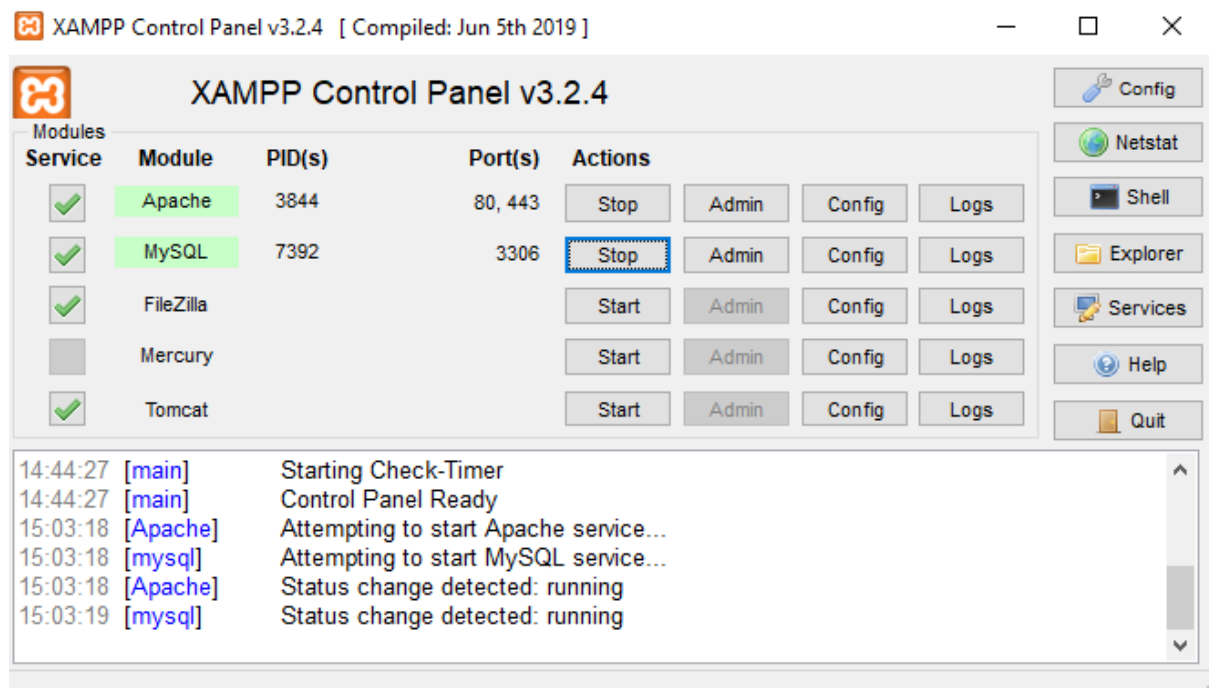 XAMPP Control Panel v3.2.4 [ Compiled: Jun 5th 2019 ]
XAMPP Control Panel v3.2.4
Config
Modules
Netstat
Service Module PID(s) Port(s) Actions
Apache 3844 80, 443 Stop Admin Config Logs
Shell
MySQL 7392 3306 Stop Admin Config Logs
Explorer
FileZilla Start Admin Config Logs
Services
Mercury Start Admin Config Logs
Help
Tomcat Start Admin Config Logs
Quit
14:44:27 [main] Starting Check-Timer
14:44:27 [main] Control Panel Ready
15:03:18 [Apache] Attempting to start Apache service...
15:03:18 [mysql] Attempting to start MySQL service...
15:03:18 [Apache] Status change detected: running
15:03:19 [mysql] Status change detected: running